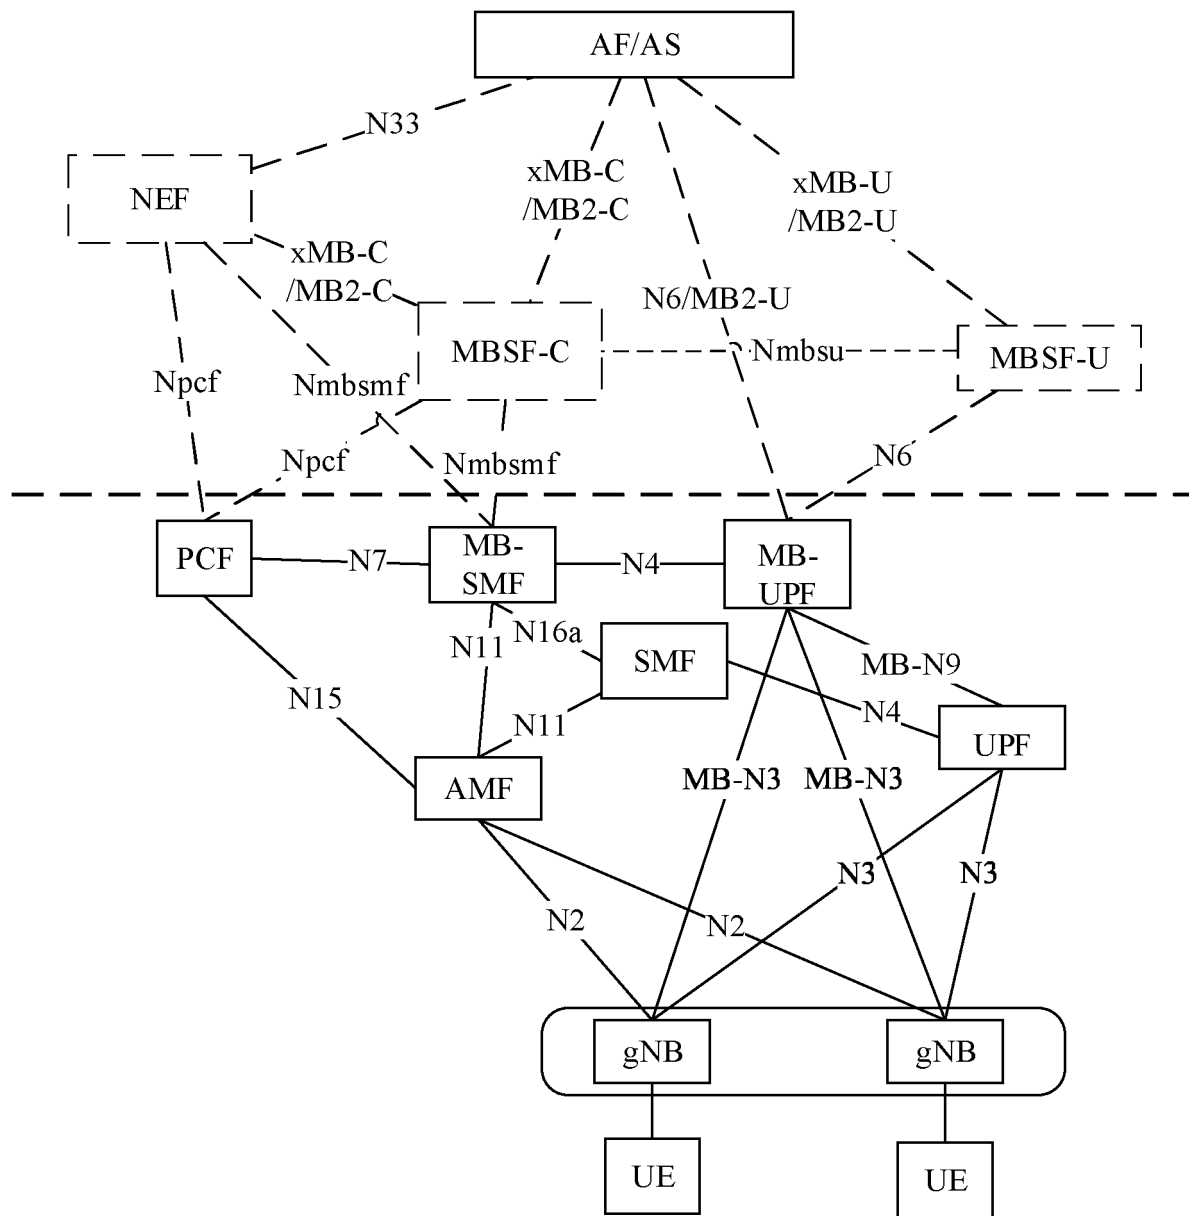 AF/AS
N33
xMB-C
/MB2-C
xMB-U
/MB2-U
NEF
xMB-C
/MB2-C
N6/MB2-U
MBSF-C
Nmbsu
MBSF-U
Npcf
Nmbsmf
Npcf
Nmbsmf
N6
PCF
N7
MB-
SMF
N4
MB-
UPF
N11
N16a
SMF
MB-N9
N15
N11
N4
UPF
AMF
MB-N3
MB-N3
N3
N3
N2
N2
gNB
gNB
UE
UE